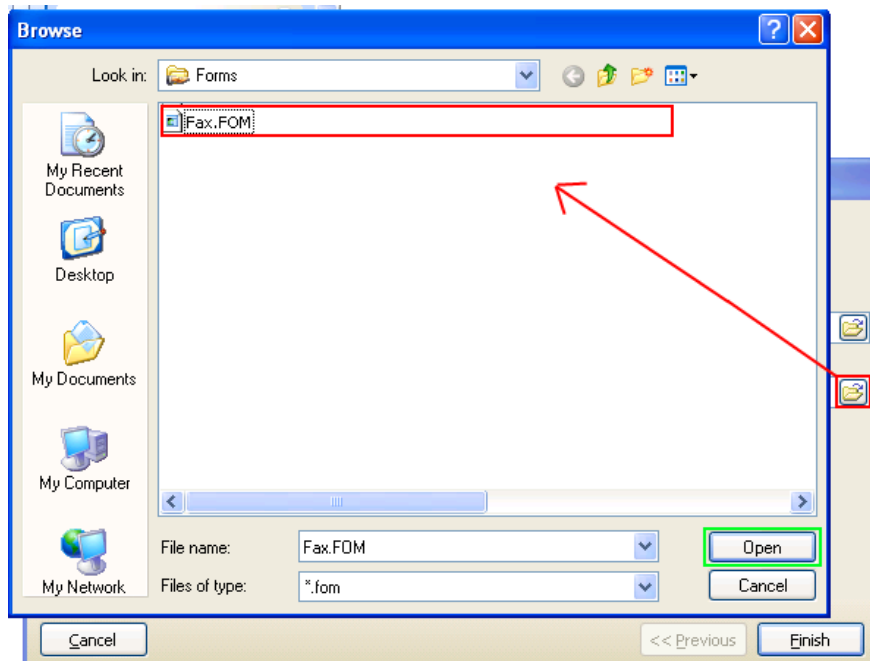 Browse
Look in: Forms
Fax.FOM
My Recent
Documents
Desktop
My Documents
My Computer
My Network
File name: Fax.FOM Open
Files of type: *.fom Cancel
Cancel << Previous Finish